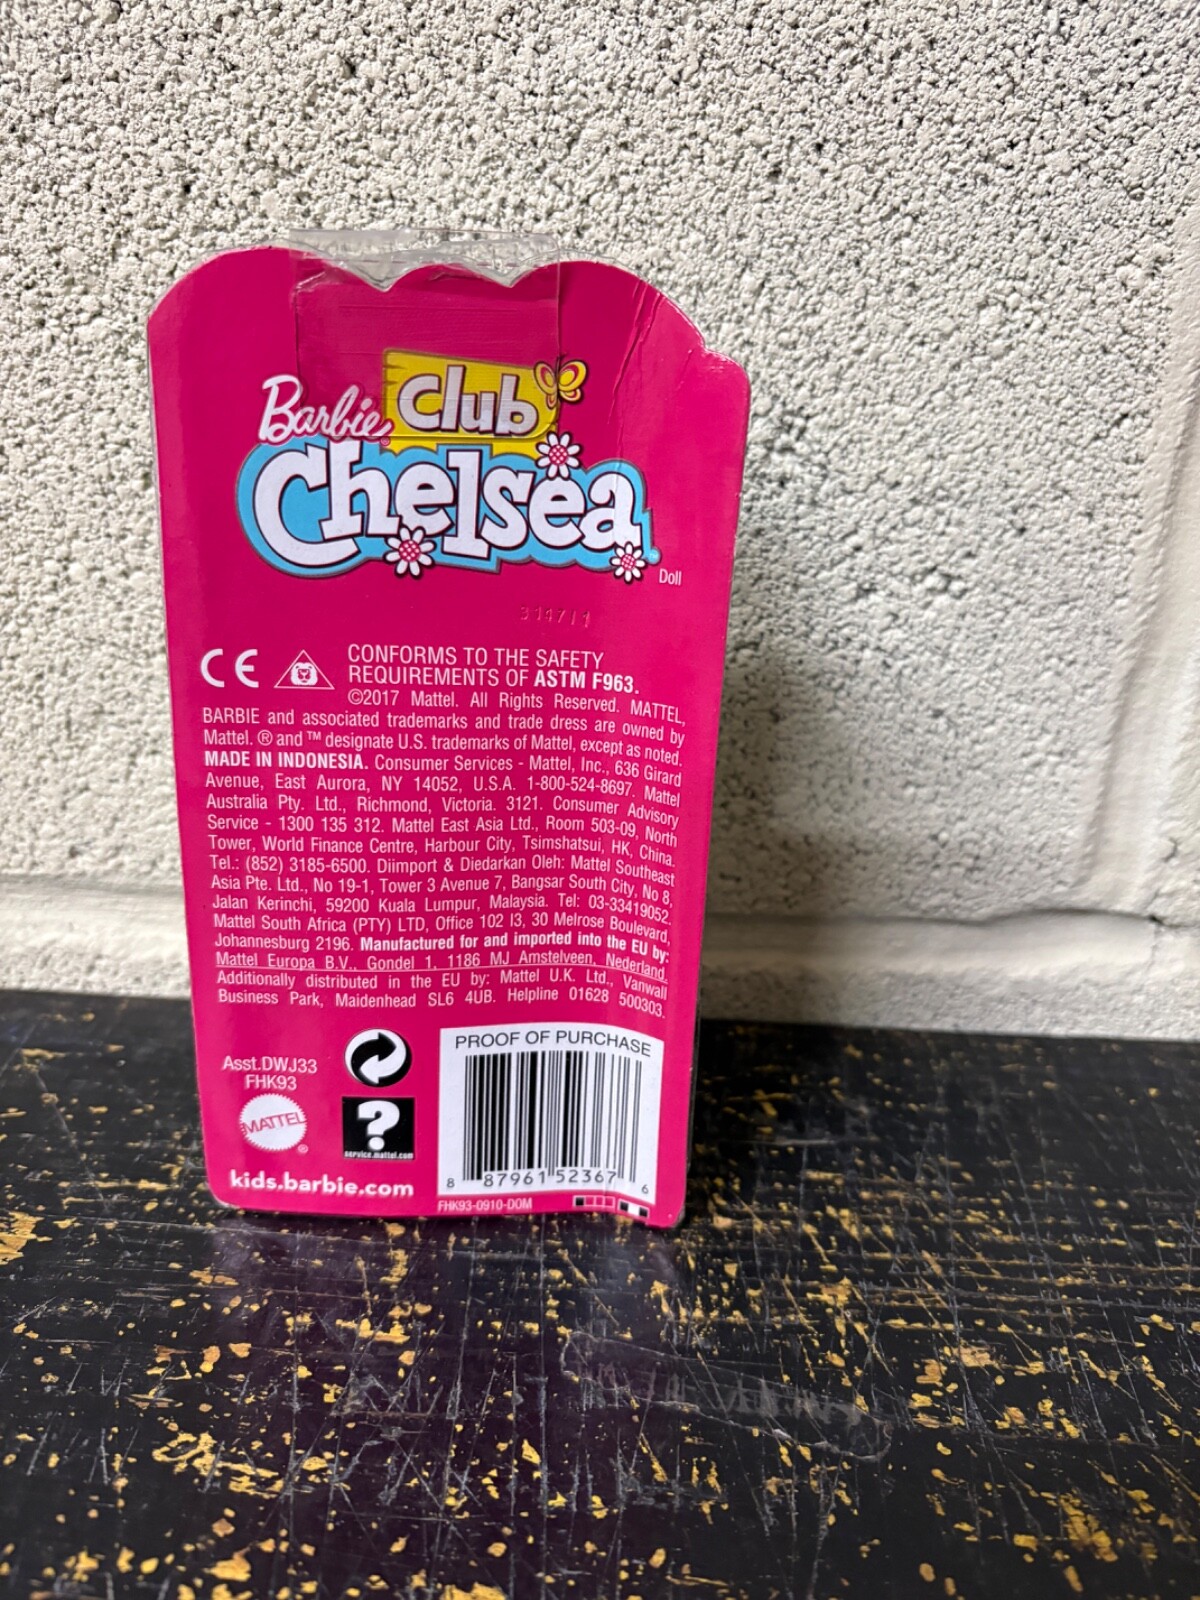 Barbie® Club
Chelsea®
Doll
CE
CONFORMS TO THE SAFETY
REQUIREMENTS OF ASTM F963.
©2017 Mattel. All Rights Reserved. MATTEL,
BARBIE and associated trademarks and trade dress are owned by
Mattel. ® and ™ designate U.S. trademarks of Mattel, except as noted.
MADE IN INDONESIA. Consumer Services - Mattel, Inc., 636 Girard
Avenue, East Aurora, NY 14052, U.S.A. 1-800-524-8697. Mattel
Australia Pty. Ltd., Richmond, Victoria. 3121. Consumer Advisory
Service - 1300 135 312. Mattel East Asia Ltd., Room 503-09, North
Tower, World Finance Centre, Harbour City, Tsimshatsui, HK, China.
Tel.: (852) 3185-6500. Diimport & Diedarkan Oleh: Mattel Southeast
Asia Pte. Ltd., No 19-1, Tower 3 Avenue 7, Bangsar South City, No 8,
Jalan Kerinchi, 59200 Kuala Lumpur, Malaysia. Tel: 03-33419052.
Mattel South Africa (PTY) LTD, Office 102 I3, 30 Melrose Boulevard,
Johannesburg 2196. Manufactured for and imported into the EU by:
Mattel Europa B.V., Gondel 1, 1186 MJ Amstelveen, Nederland.
Additionally distributed in the EU by: Mattel U.K. Ltd., Vanwall
Business Park, Maidenhead SL6 4UB. Helpline 01628 500303.
Asst.DWJ33
FHK93
MATTEL®
?
service.mattel.com
kids.barbie.com
PROOF OF PURCHASE
8 87961 52367 6
FHK93-0910-DOM